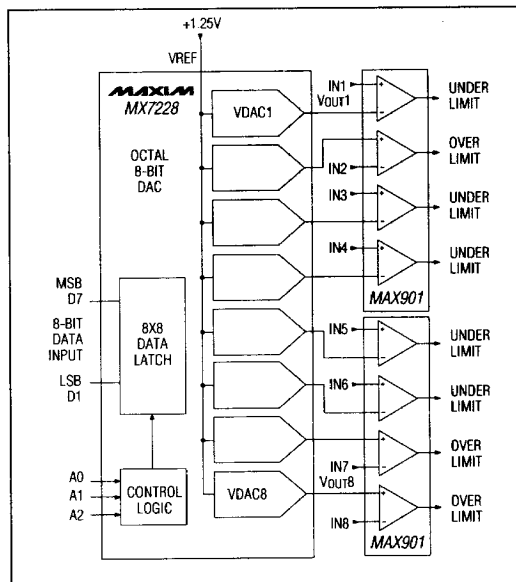 +1.25V
VREF
MAXIM
MX7228
OCTAL
8-BIT
DAC
VDAC1
IN1
VOUT1
+
-
UNDER
LIMIT
+
-
IN2
OVER
LIMIT
IN3
+
-
UNDER
LIMIT
IN4
+
-
UNDER
LIMIT
MAX901
MSB
D7
8-BIT
DATA
INPUT
LSB
D1
8X8
DATA
LATCH
IN5
+
-
UNDER
LIMIT
IN6
+
-
UNDER
LIMIT
+
-
IN7
OVER
LIMIT
A0
A1
A2
CONTROL
LOGIC
VDAC8
VOUT8
+
-
IN8
OVER
LIMIT
MAX901